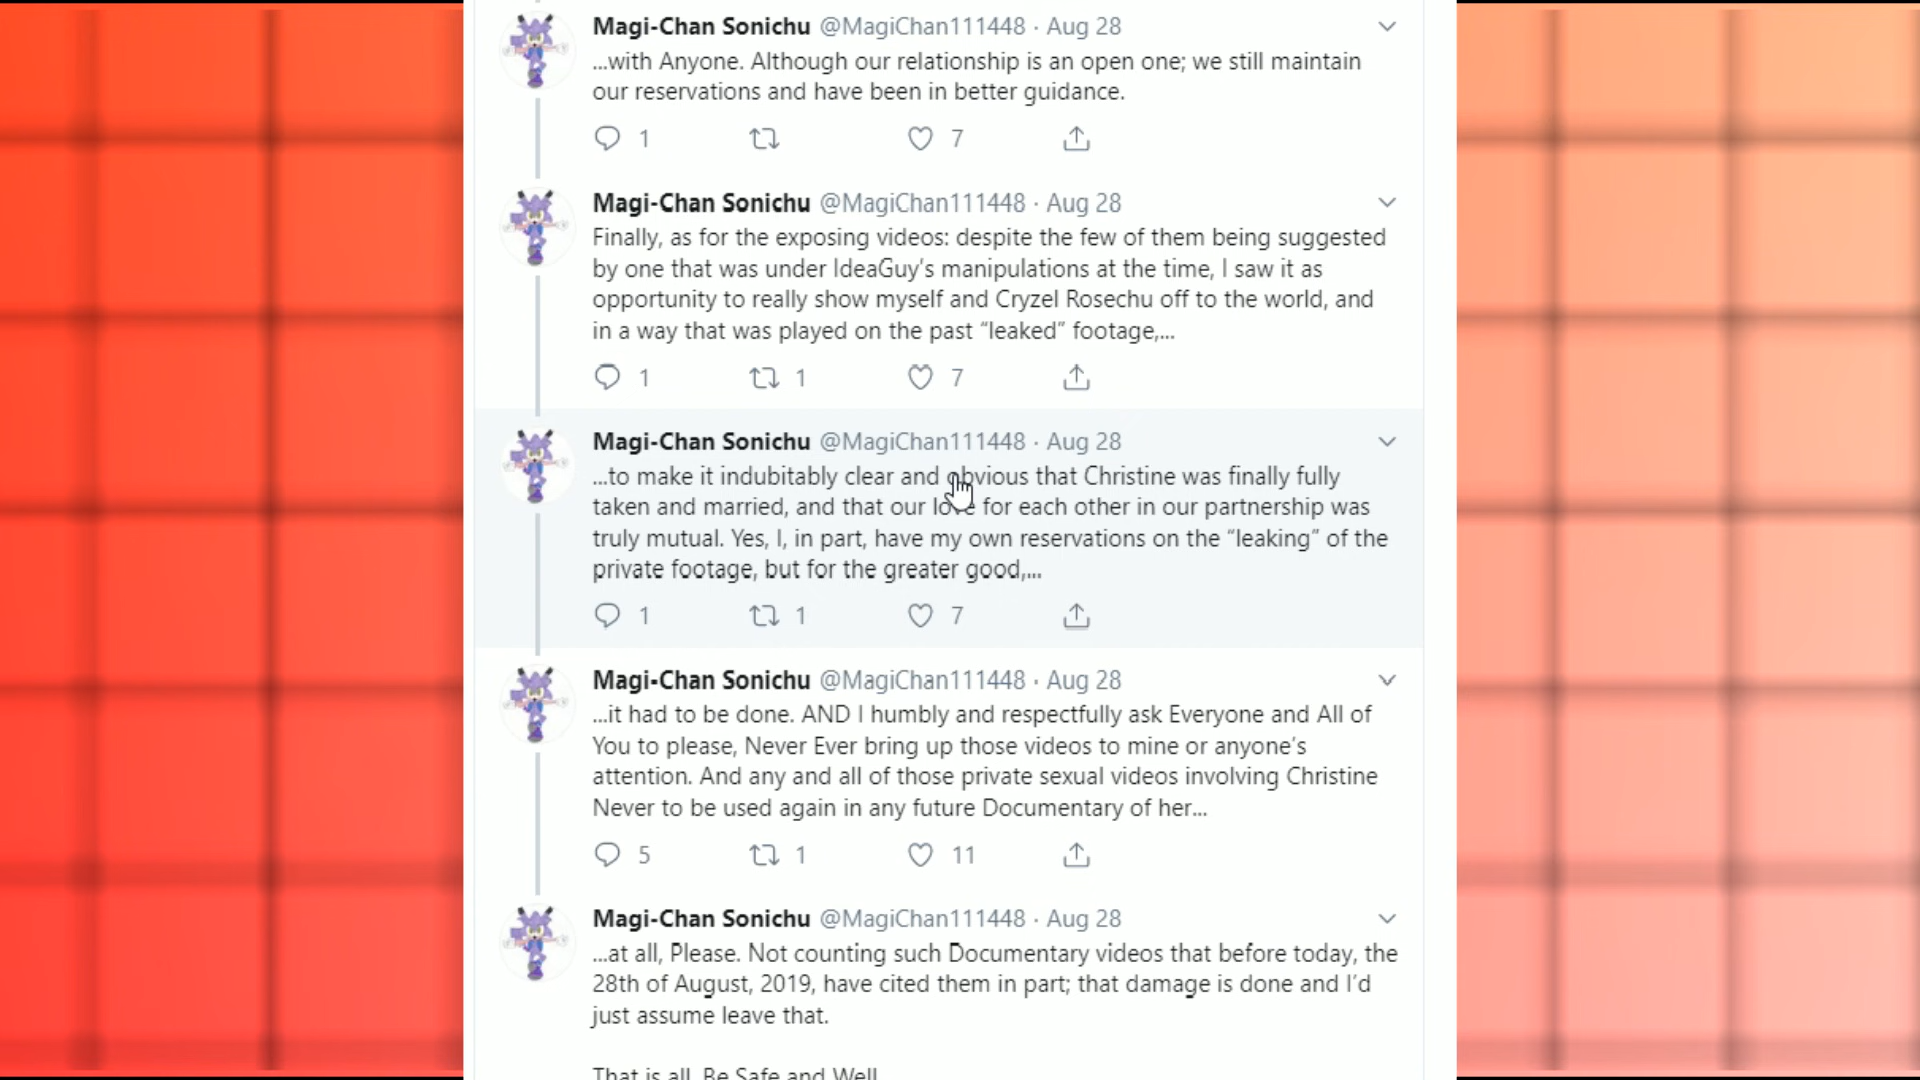 Magi-Chan Sonichu @MagiChan111448 · Aug 28
...with Anyone. Although our relationship is an open one; we still maintain
our reservations and have been in better guidance.
1 7
Magi-Chan Sonichu @MagiChan111448 · Aug 28
Finally, as for the exposing videos: despite the few of them being suggested
by one that was under IdeaGuy's manipulations at the time, I saw it as
opportunity to really show myself and Cryzel Rosechu off to the world, and
in a way that was played on the past “leaked” footage,...
1 1 7
Magi-Chan Sonichu @MagiChan111448 · Aug 28
...to make it indubitably clear and obvious that Christine was finally fully
taken and married, and that our love for each other in our partnership was
truly mutual. Yes, I, in part, have my own reservations on the “leaking” of the
private footage, but for the greater good,...
1 1 7
Magi-Chan Sonichu @MagiChan111448 · Aug 28
...it had to be done. AND I humbly and respectfully ask Everyone and All of
You to please, Never Ever bring up those videos to mine or anyone's
attention. And any and all of those private sexual videos involving Christine
Never to be used again in any future Documentary of her...
5 1 11
Magi-Chan Sonichu @MagiChan111448 · Aug 28
...at all, Please. Not counting such Documentary videos that before today, the
28th of August, 2019, have cited them in part; that damage is done and I'd
just assume leave that.
That is all. Be Safe and Well